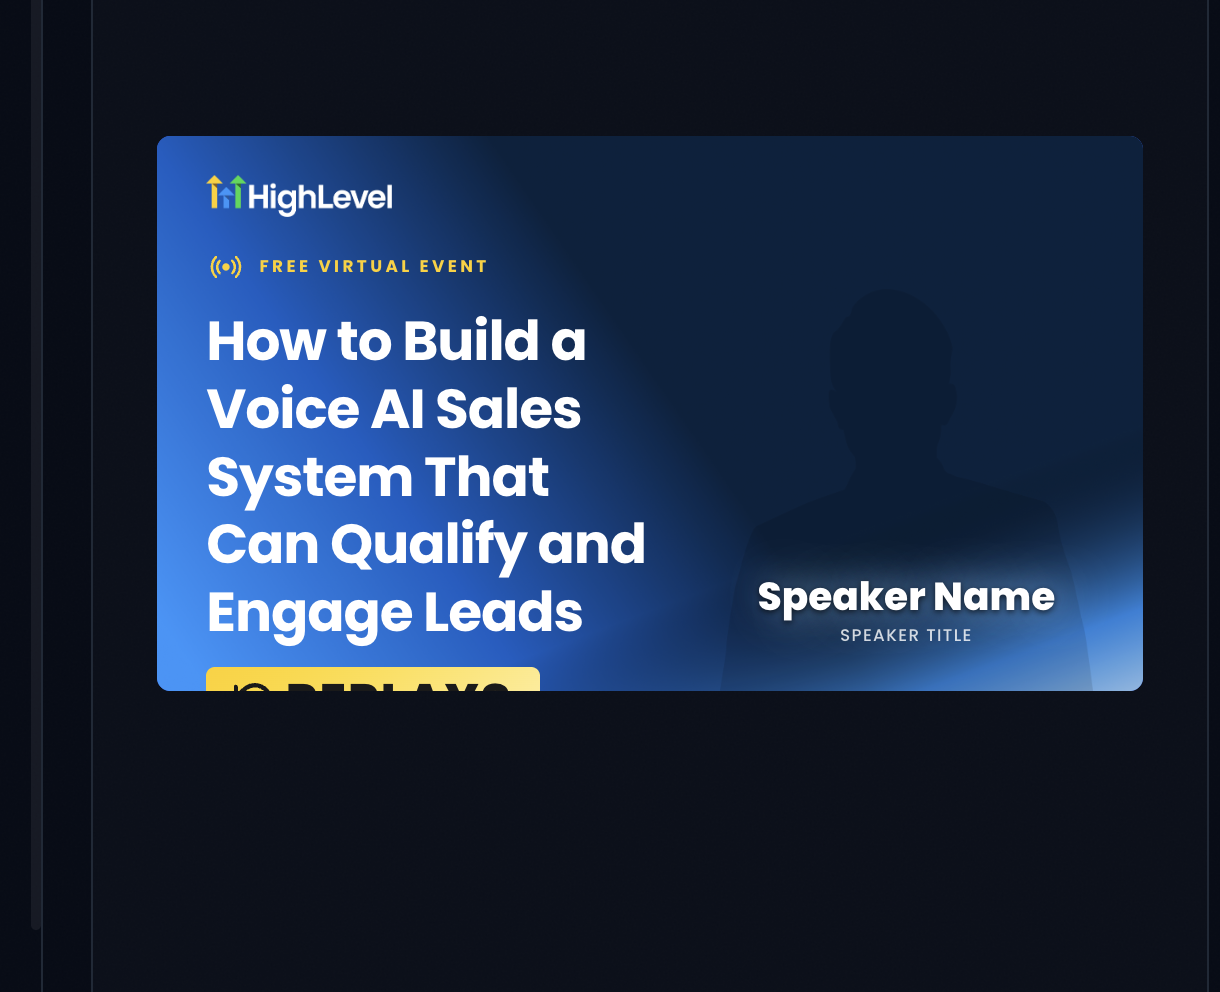 HighLevel
FREE VIRTUAL EVENT
How to Build a
Voice AI Sales
System That
Can Qualify and
Engage Leads
REPLAYS
Speaker Name
SPEAKER TITLE